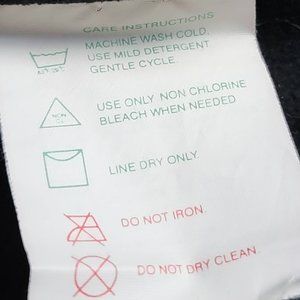 CARE INSTRUCTIONS
MACHINE WASH COLD.
USE MILD DETERGENT
GENTLE CYCLE.
USE ONLY NON CHLORINE
BLEACH WHEN NEEDED
NON
LINE DRY ONLY.
DO NOT IRON.
DO NOT DRY CLEAN.